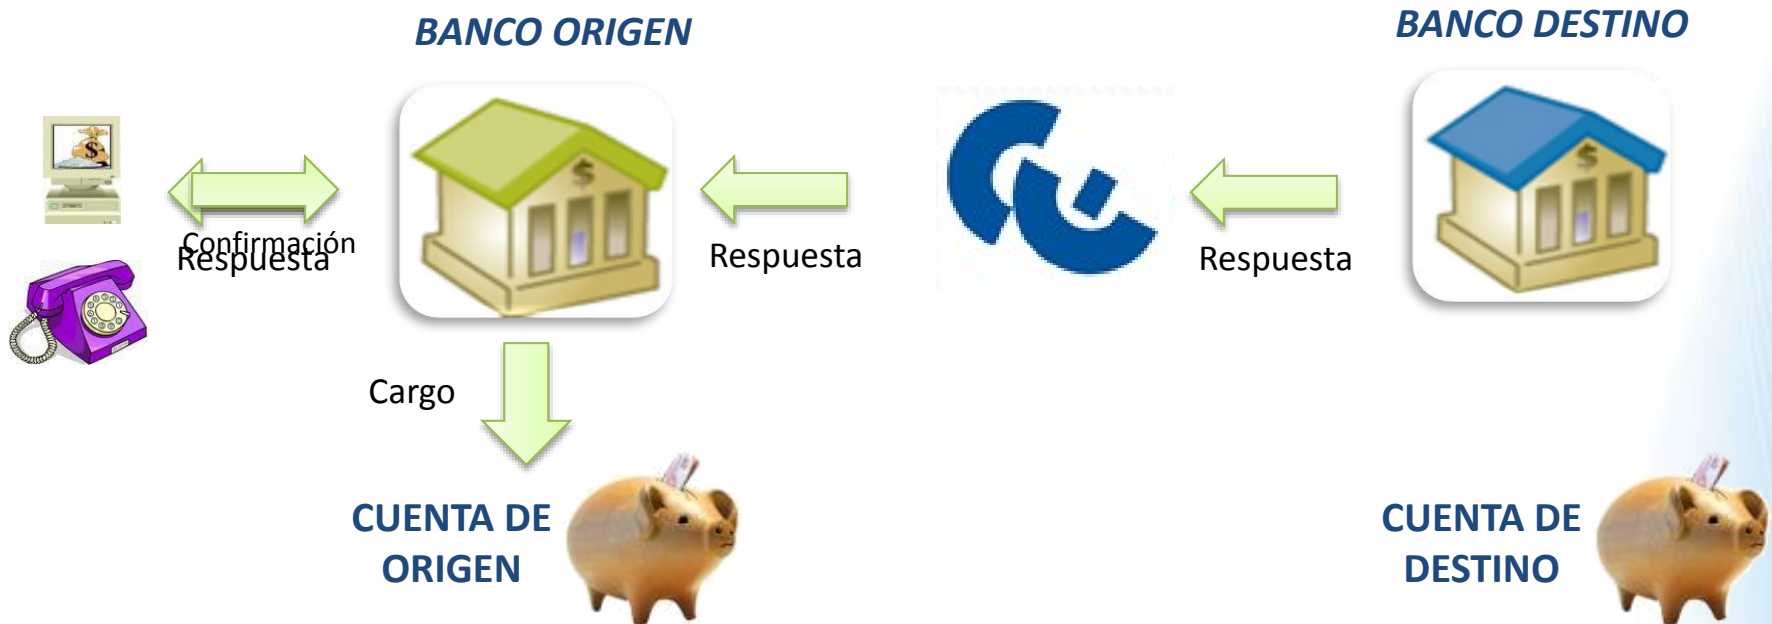 BANCO ORIGEN
BANCO DESTINO
Confirmación
Respuesta
Respuesta
Respuesta
Cargo
CUENTA DE
ORIGEN
CUENTA DE
DESTINO